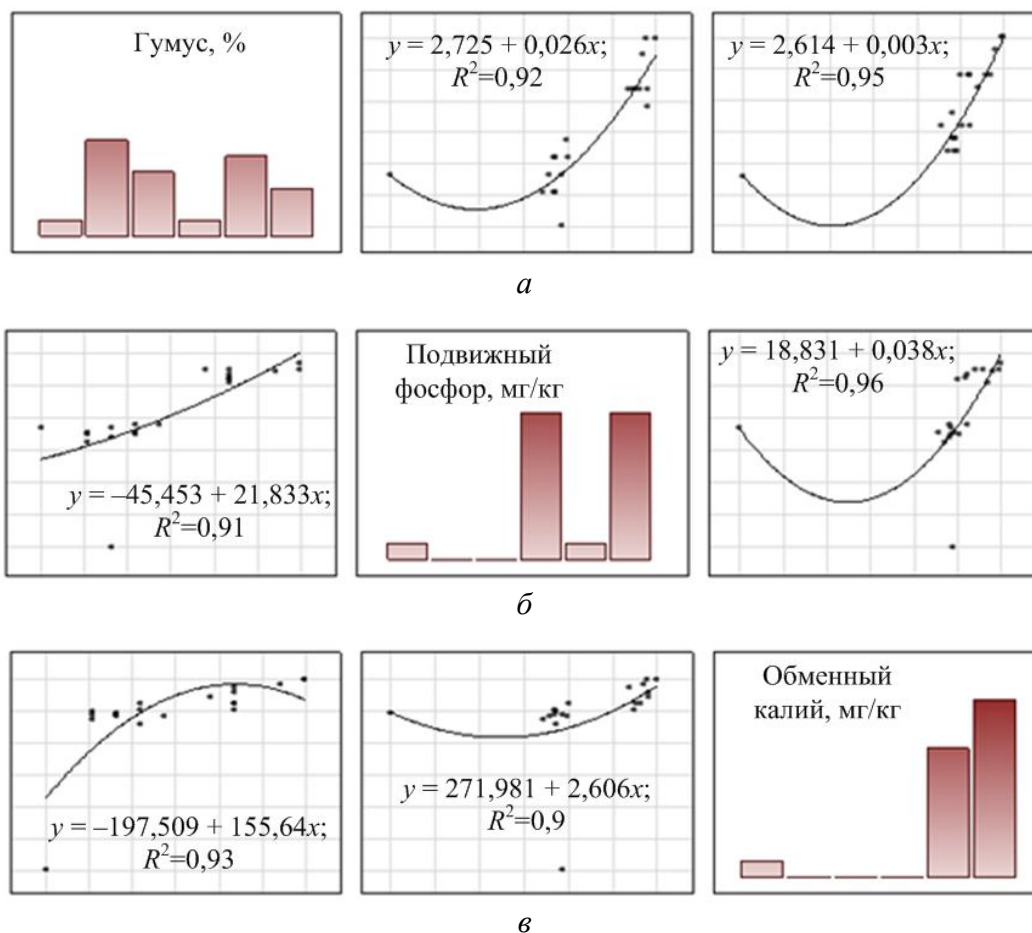 Гумус, %
y = 2,725 + 0,026x;
R²=0,92
y = 2,614 + 0,003x;
R²=0,95
а
y = –45,453 + 21,833x;
R²=0,91
Подвижный
фосфор, мг/кг
y = 18,831 + 0,038x;
R²=0,96
б
y = –197,509 + 155,64x;
R²=0,93
y = 271,981 + 2,606x;
R²=0,9
Обменный
калий, мг/кг
в